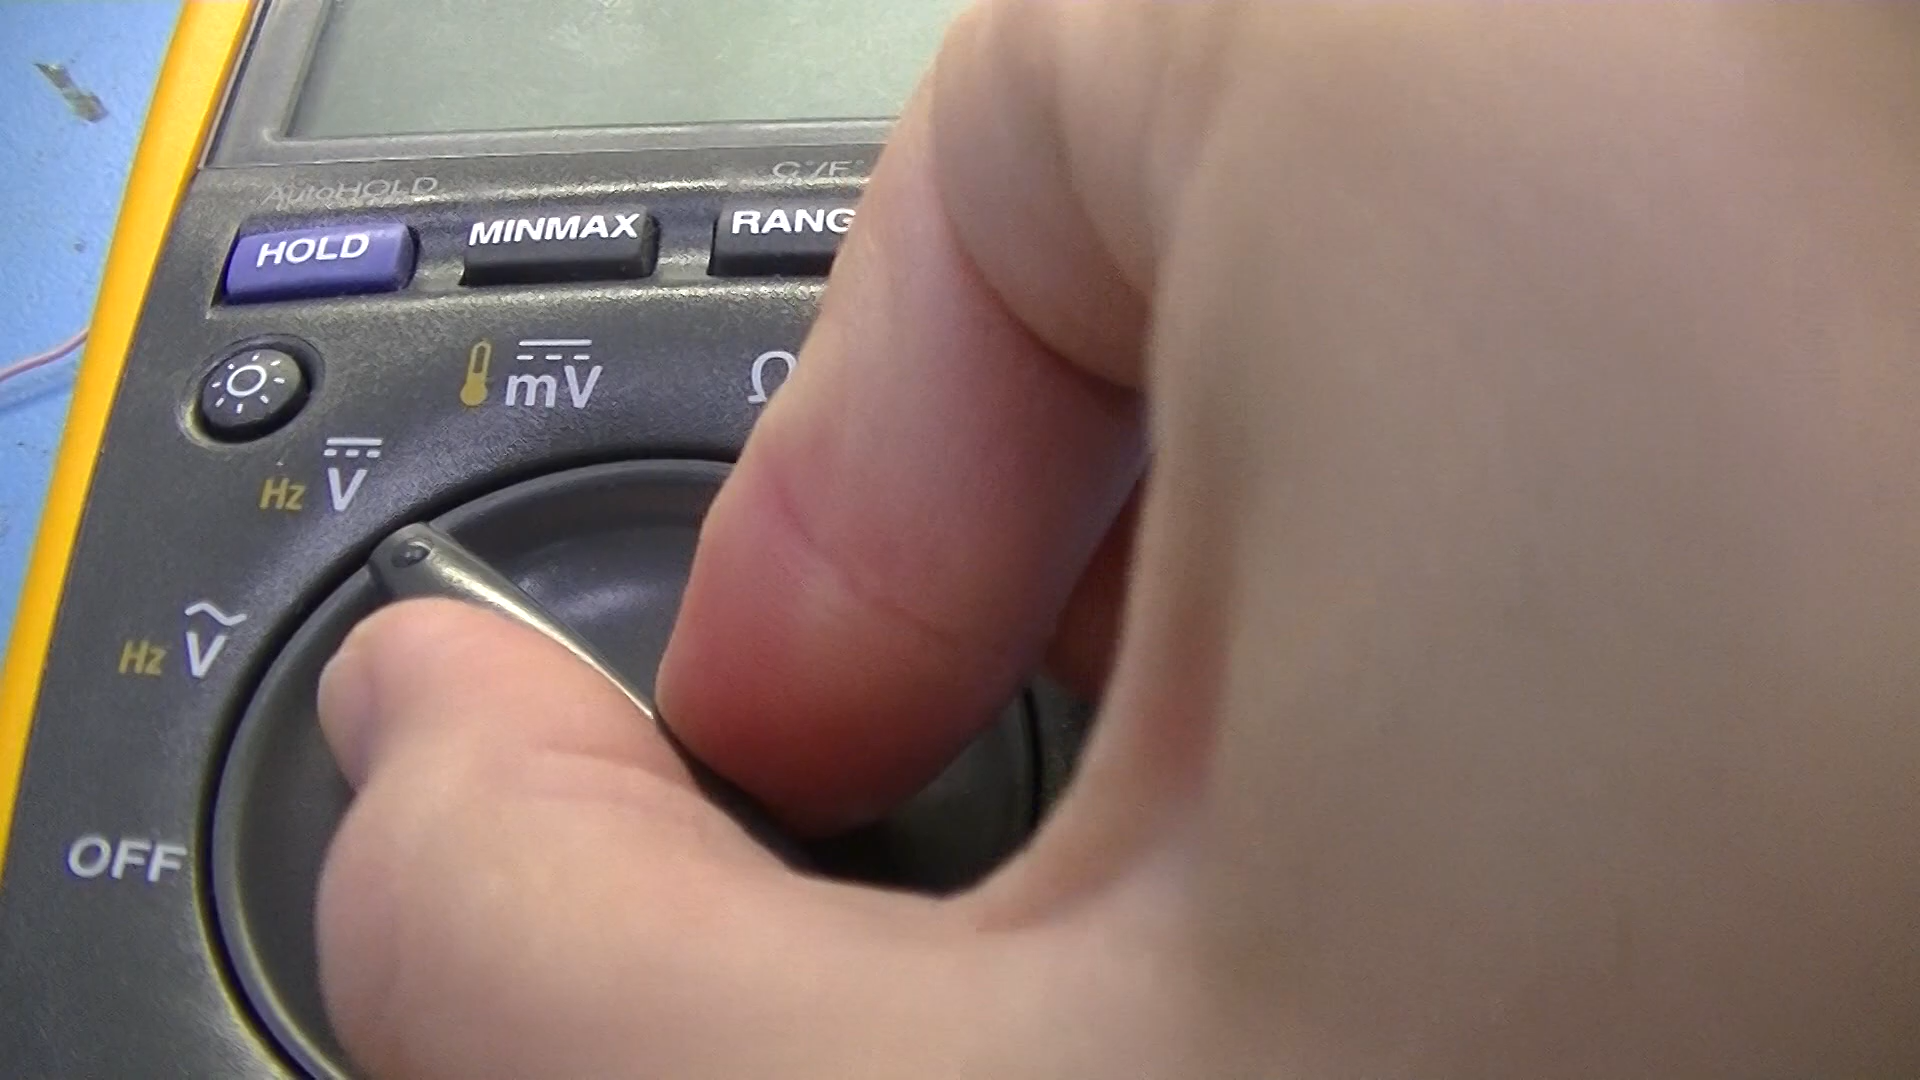 AutoHOLD C°/F°
HOLD MINMAX RANG
mV Ω
Hz V
Hz V
OFF